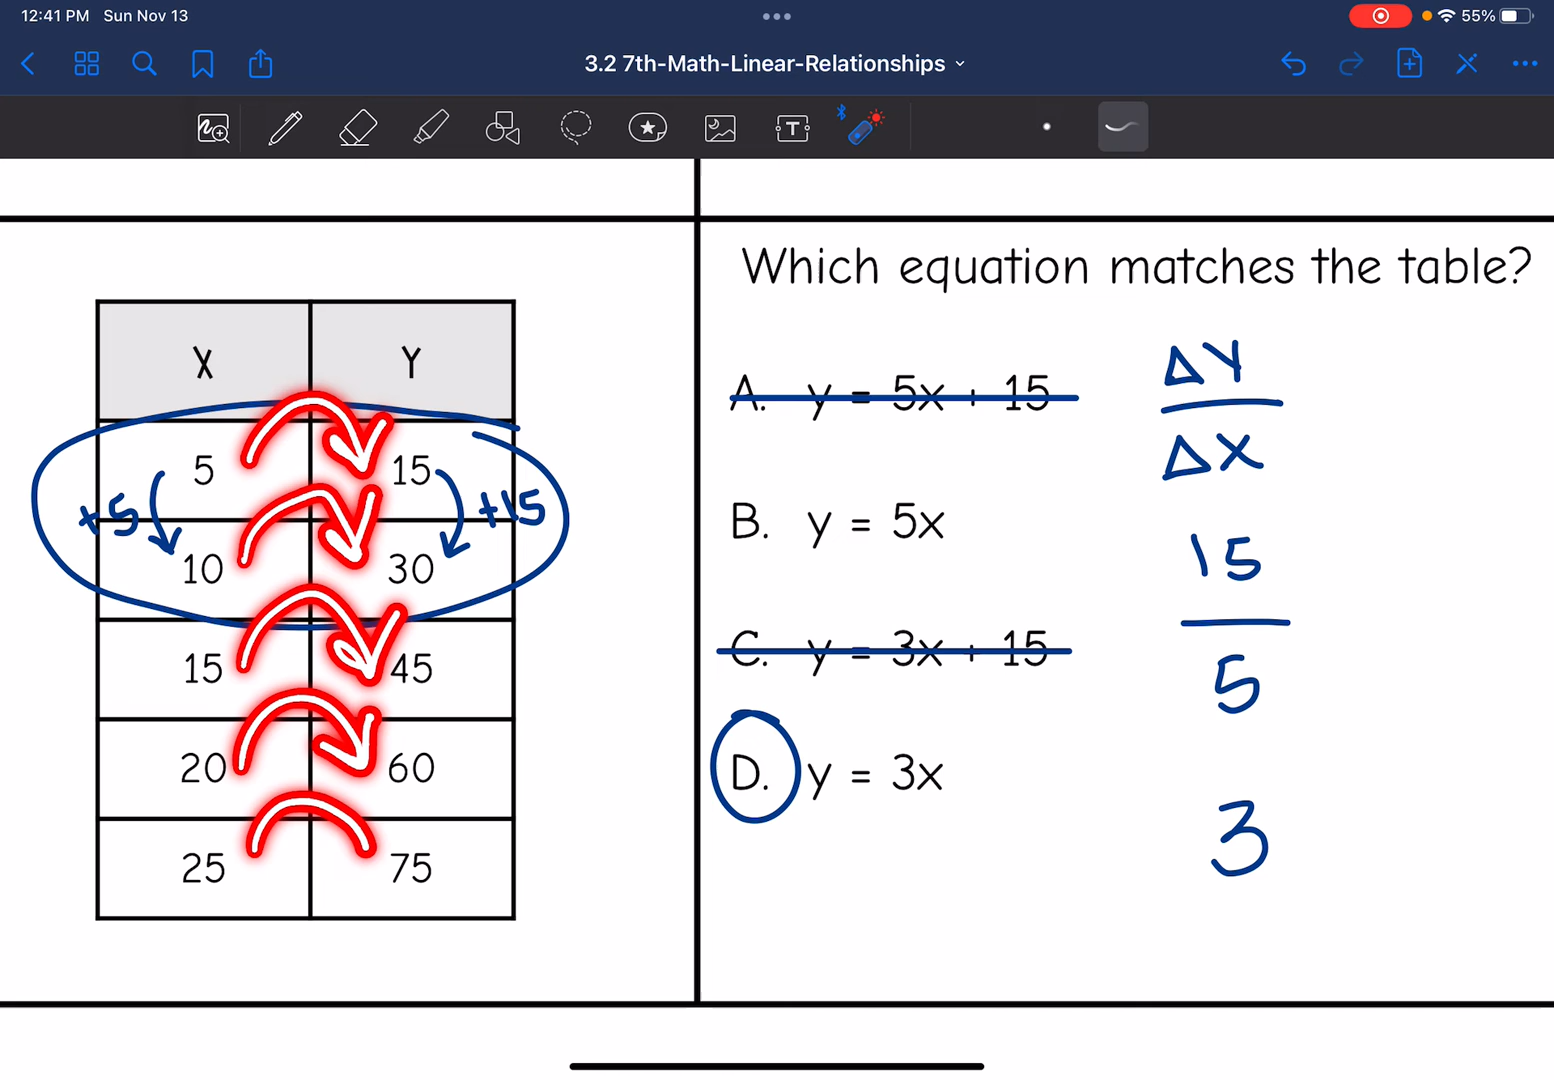 12:41 PM Sun Nov 13
55%
3.2 7th-Math-Linear-Relationships
T
X Y
5 15
+5 +15
10 30
15 45
20 60
25 75
Which equation matches the table?
A. y = 5x + 15
B. y = 5x
C. y = 3x + 15
D. y = 3x
ΔY
ΔX
15
5
3